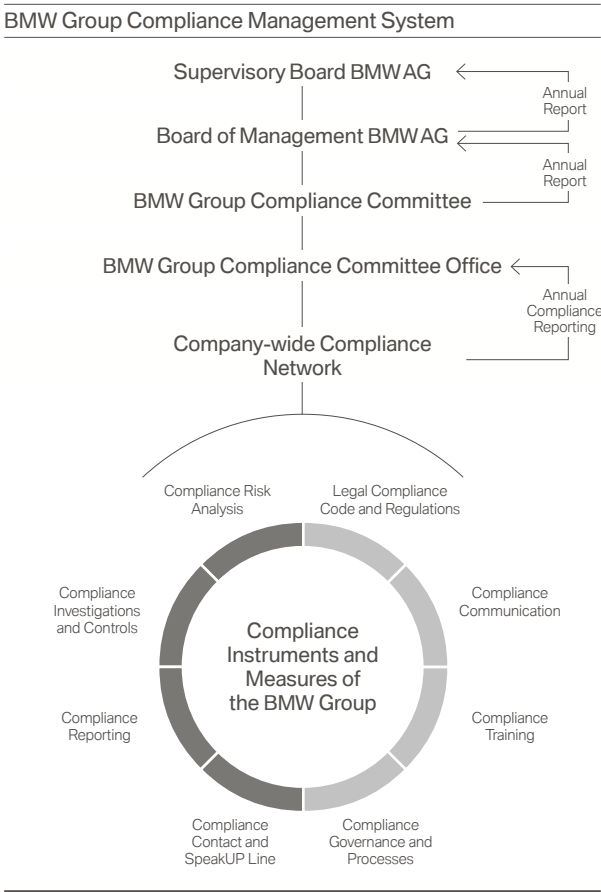 BMW Group Compliance Management System
Supervisory Board BMW AG
Annual
Report
Board of Management BMW AG
Annual
Report
BMW Group Compliance Committee
BMW Group Compliance Committee Office
Annual
Compliance
Reporting
Company-wide Compliance
Network
Compliance Risk
Analysis
Legal Compliance
Code and Regulations
Compliance
Investigations
and Controls
Compliance
Communication
Compliance
Instruments and
Measures of
the BMW Group
Compliance
Reporting
Compliance
Training
Compliance
Contact and
SpeakUP Line
Compliance
Governance and
Processes